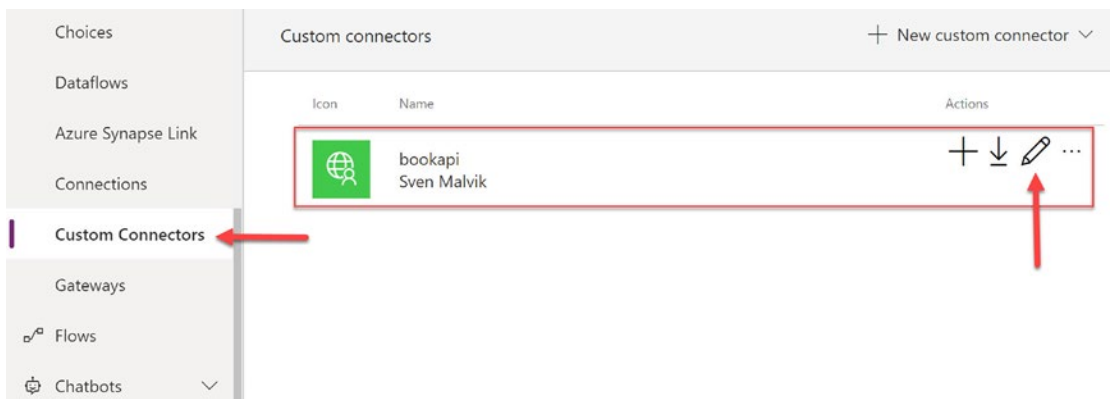 Choices
Dataflows
Azure Synapse Link
Connections
Custom Connectors
Gateways
Flows
Chatbots
Custom connectors
New custom connector
Icon Name Actions
bookapi
Sven Malvik